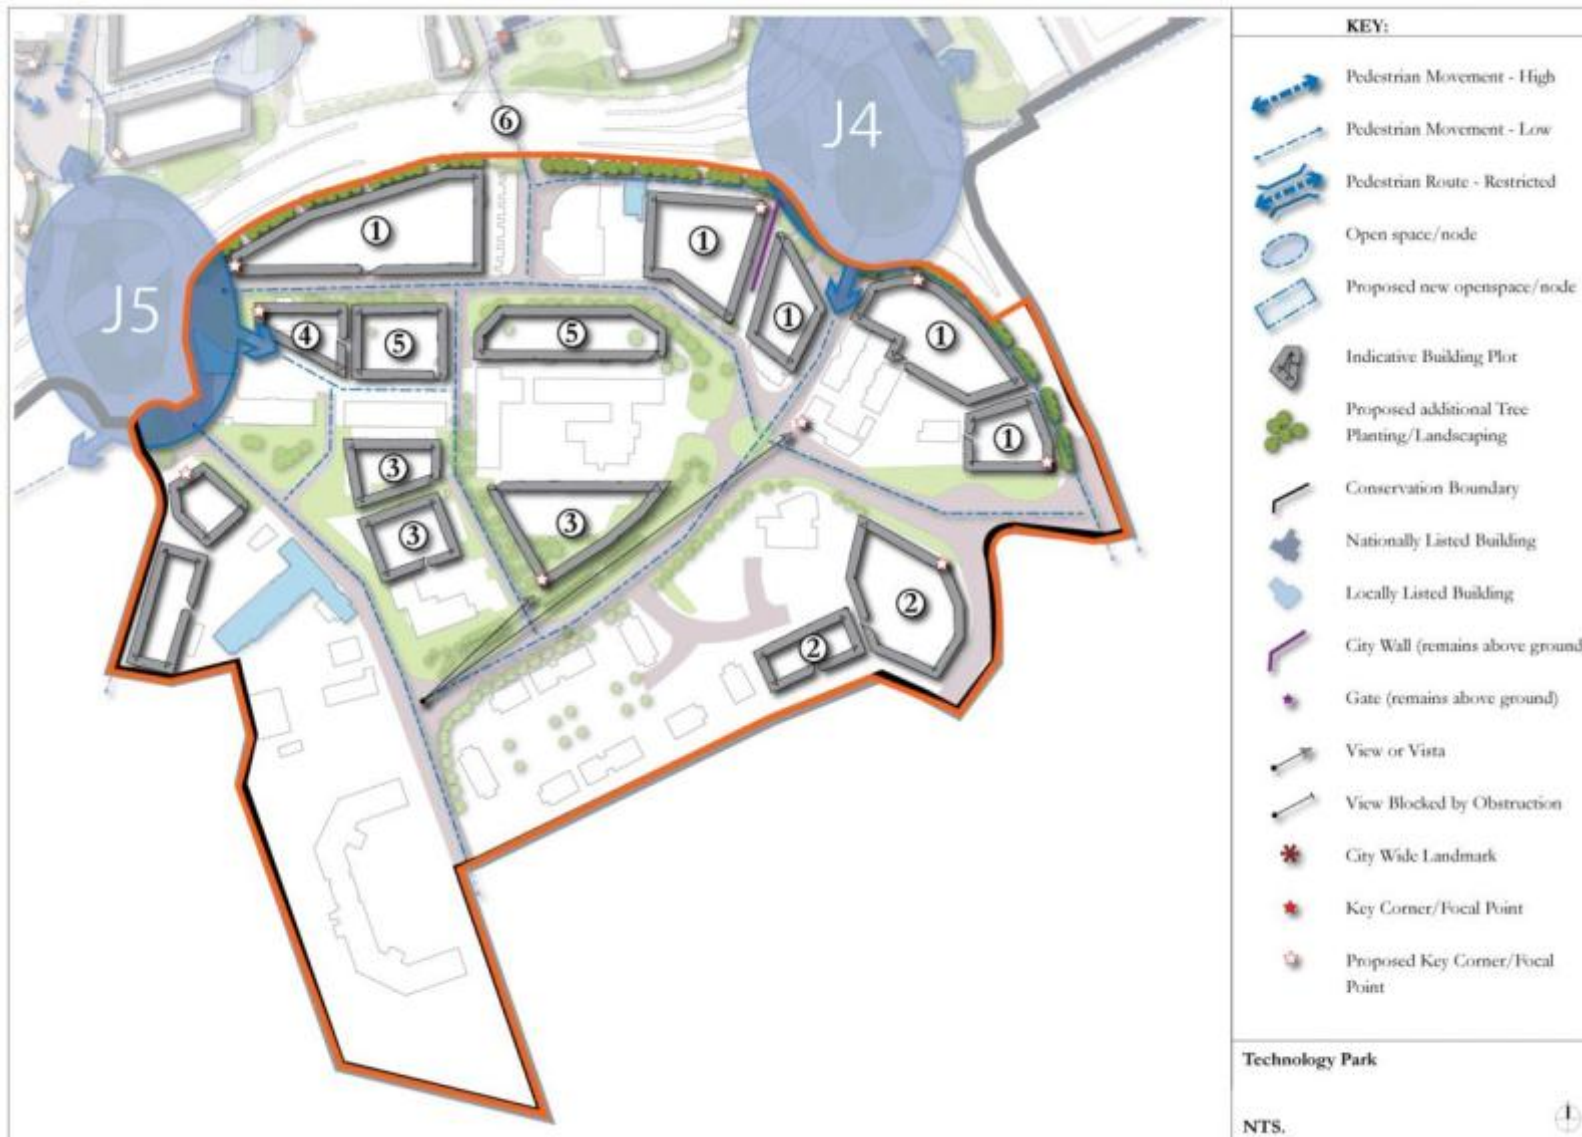 KEY:
Pedestrian Movement - High
Pedestrian Movement - Low
Pedestrian Route - Restricted
Open space/node
Proposed new openspace/node
Indicative Building Plot
Proposed additional Tree
Planting/Landscaping
Conservation Boundary
Nationally Listed Building
Locally Listed Building
City Wall (remains above ground
Gate (remains above ground)
View or Vista
View Blocked by Obstruction
City Wide Landmark
Key Corner/Focal Point
Proposed Key Corner/Focal
Point
Technology Park
NTS.
J4
6
1
1
J5
1
1
4
5
5
1
3
3
3
2
2